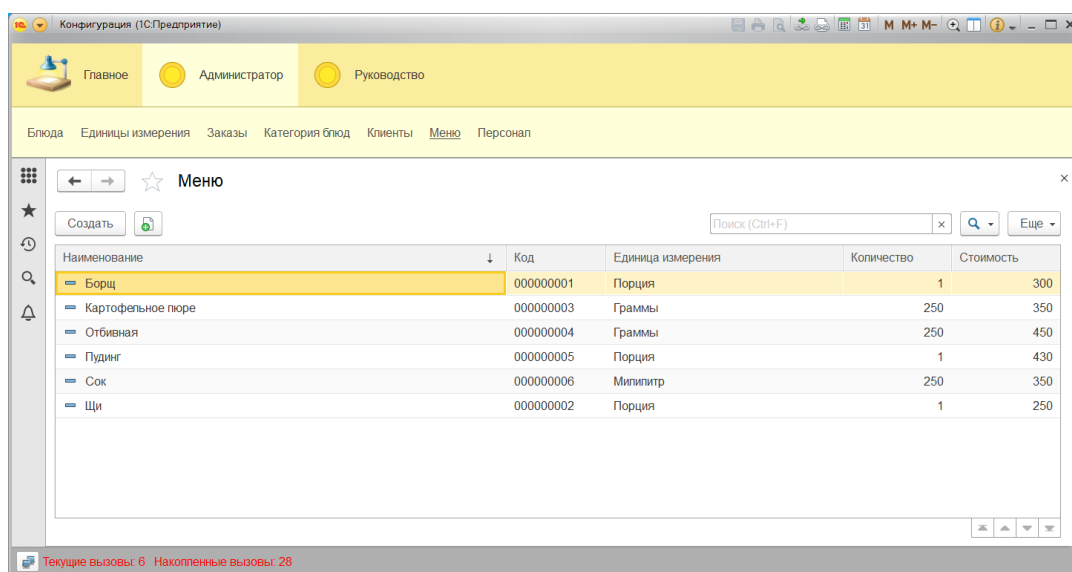 Конфигурация (1С:Предприятие)
M M+ M-
Главное Администратор Руководство
Блюда Единицы измерения Заказы Категория блюд Клиенты Меню Персонал
Меню
Создать Поиск (Ctrl+F) Еще
Наименование Код Единица измерения Количество Стоимость
Борщ 000000001 Порция 1 300
Картофельное пюре 000000003 Граммы 250 350
Отбивная 000000004 Граммы 250 450
Пудинг 000000005 Порция 1 430
Сок 000000006 Милилитр 250 350
Щи 000000002 Порция 1 250
Текущие вызовы: 6 Накопленные вызовы: 28